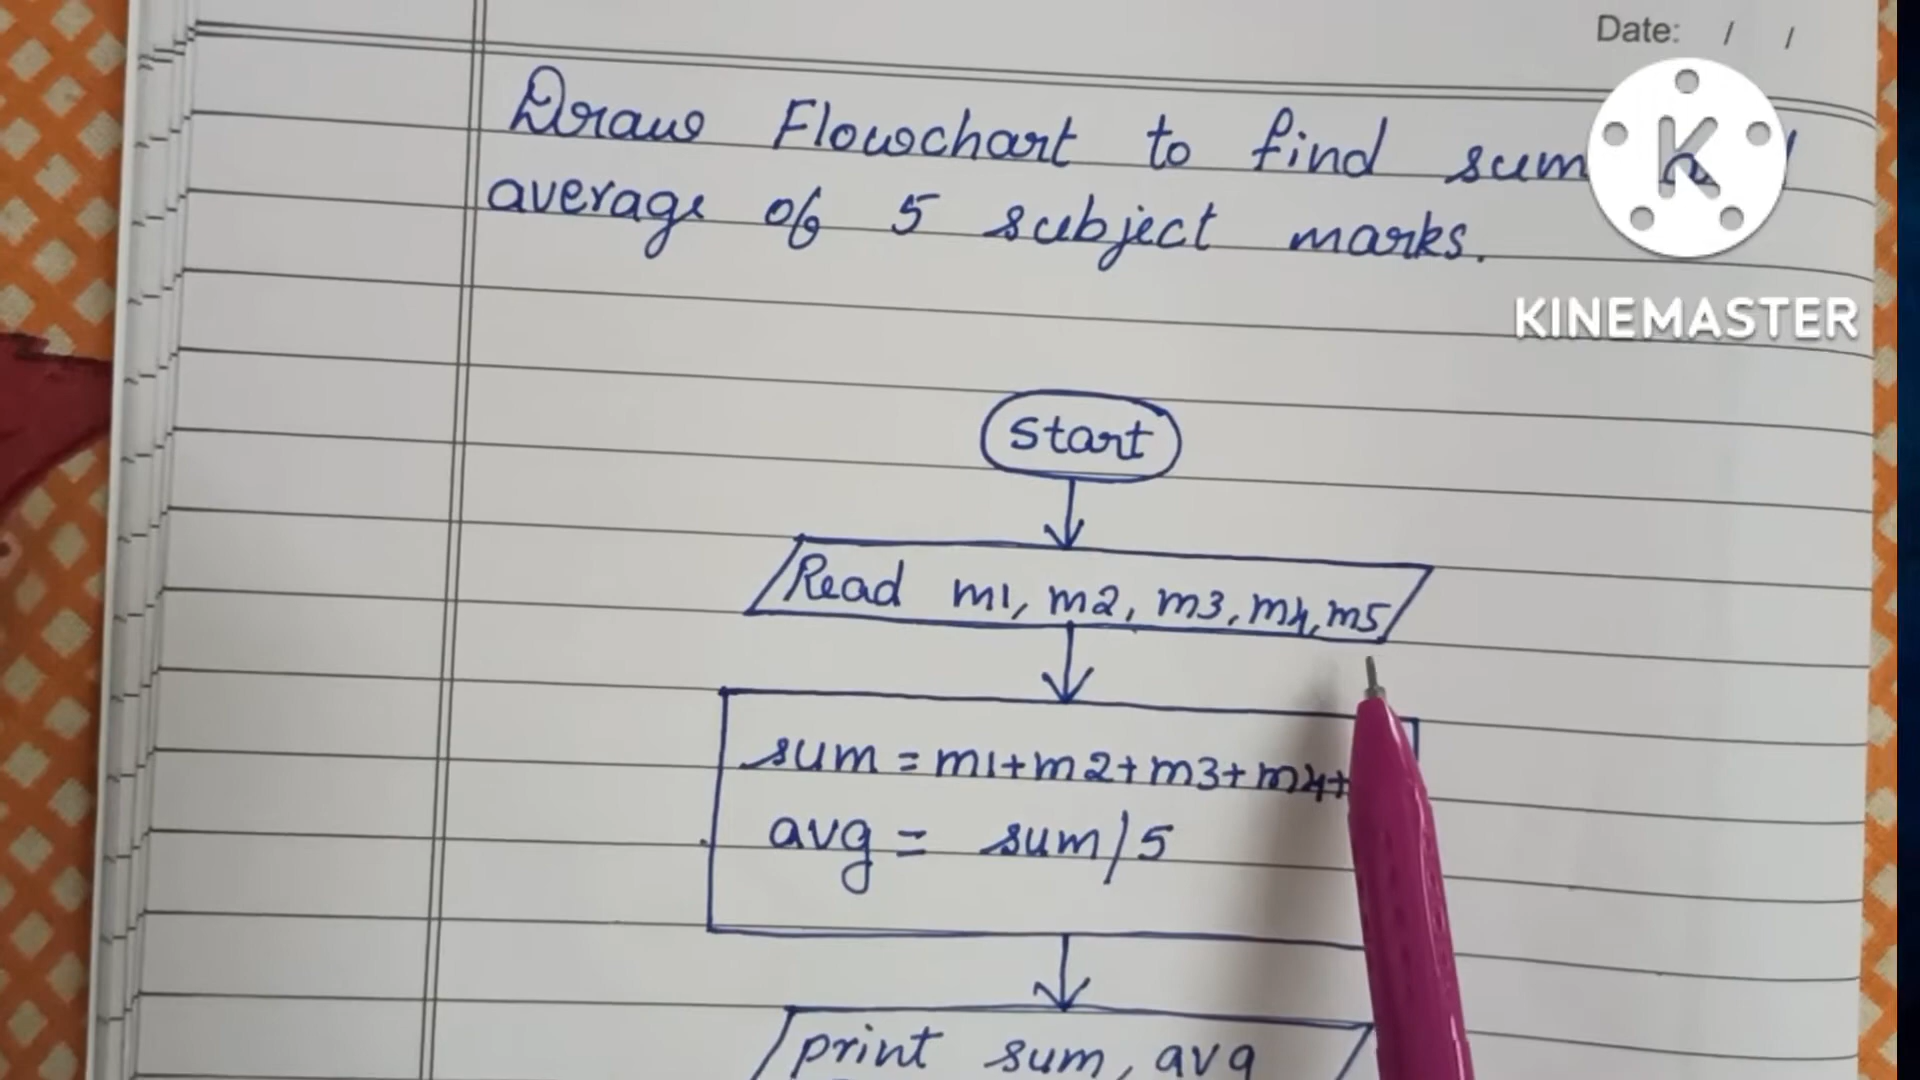 Date: / /
Draw Flowchart to find sum
average of 5 subject marks.
K
KINEMASTER
Start
Read m1, m2, m3, m4, m5
sum = m1+m2+m3+m4+
avg = sum/5
print sum, avg